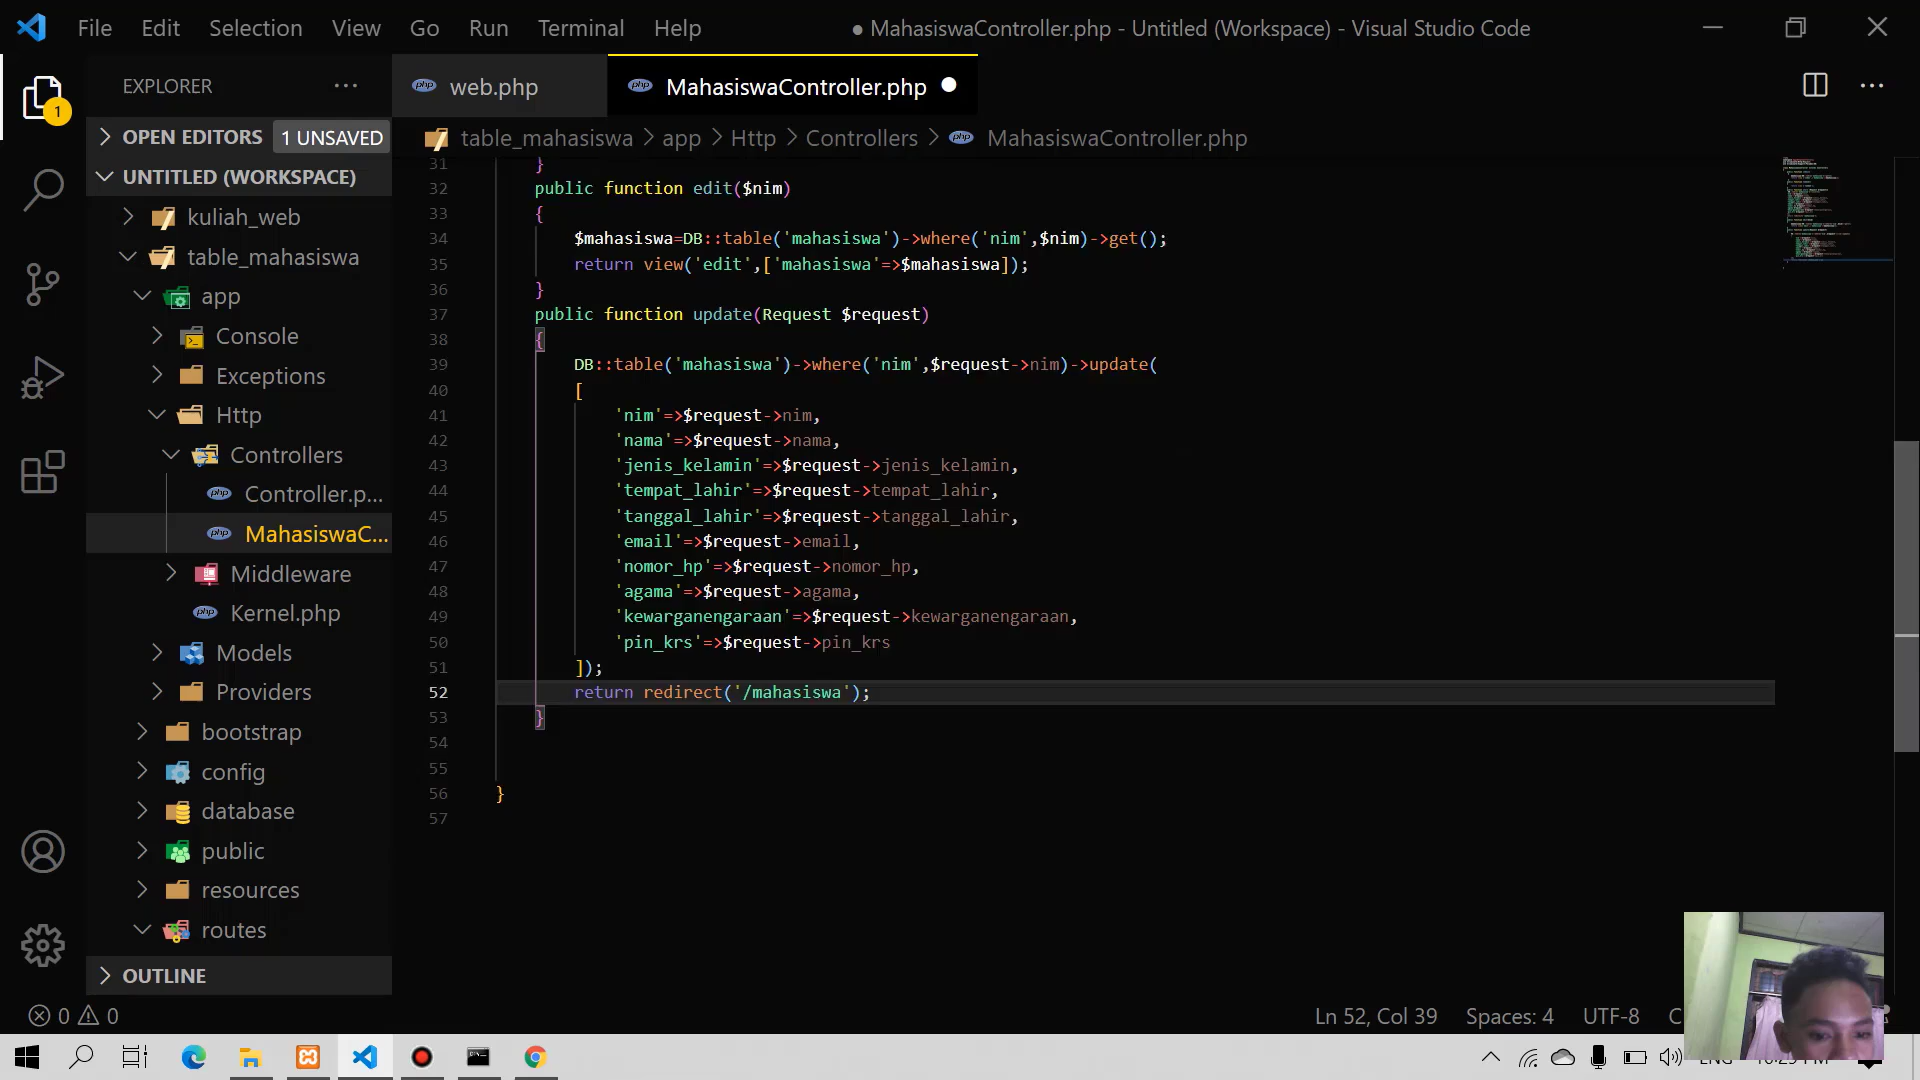 File Edit Selection View Go Run Terminal Help
● MahasiswaController.php - Untitled (Workspace) - Visual Studio Code
EXPLORER
web.php
MahasiswaController.php
OPEN EDITORS 1 UNSAVED
table_mahasiswa > app > Http > Controllers > MahasiswaController.php
UNTITLED (WORKSPACE)
kuliah_web
table_mahasiswa
app
Console
Exceptions
Http
Controllers
Controller.p...
MahasiswaC...
Middleware
Kernel.php
Models
Providers
bootstrap
config
database
public
resources
routes
OUTLINE
31 }
32 public function edit($nim)
33 {
34 $mahasiswa=DB::table('mahasiswa')->where('nim',$nim)->get();
35 return view('edit',['mahasiswa'=>$mahasiswa]);
36 }
37 public function update(Request $request)
38 {
39 DB::table('mahasiswa')->where('nim',$request->nim)->update(
40 [
41 'nim'=>$request->nim,
42 'nama'=>$request->nama,
43 'jenis_kelamin'=>$request->jenis_kelamin,
44 'tempat_lahir'=>$request->tempat_lahir,
45 'tanggal_lahir'=>$request->tanggal_lahir,
46 'email'=>$request->email,
47 'nomor_hp'=>$request->nomor_hp,
48 'agama'=>$request->agama,
49 'kewarganengaraan'=>$request->kewarganengaraan,
50 'pin_krs'=>$request->pin_krs
51 ]);
52 return redirect('/mahasiswa');
53 }
54
55
56 }
57
0 0
Ln 52, Col 39 Spaces: 4 UTF-8